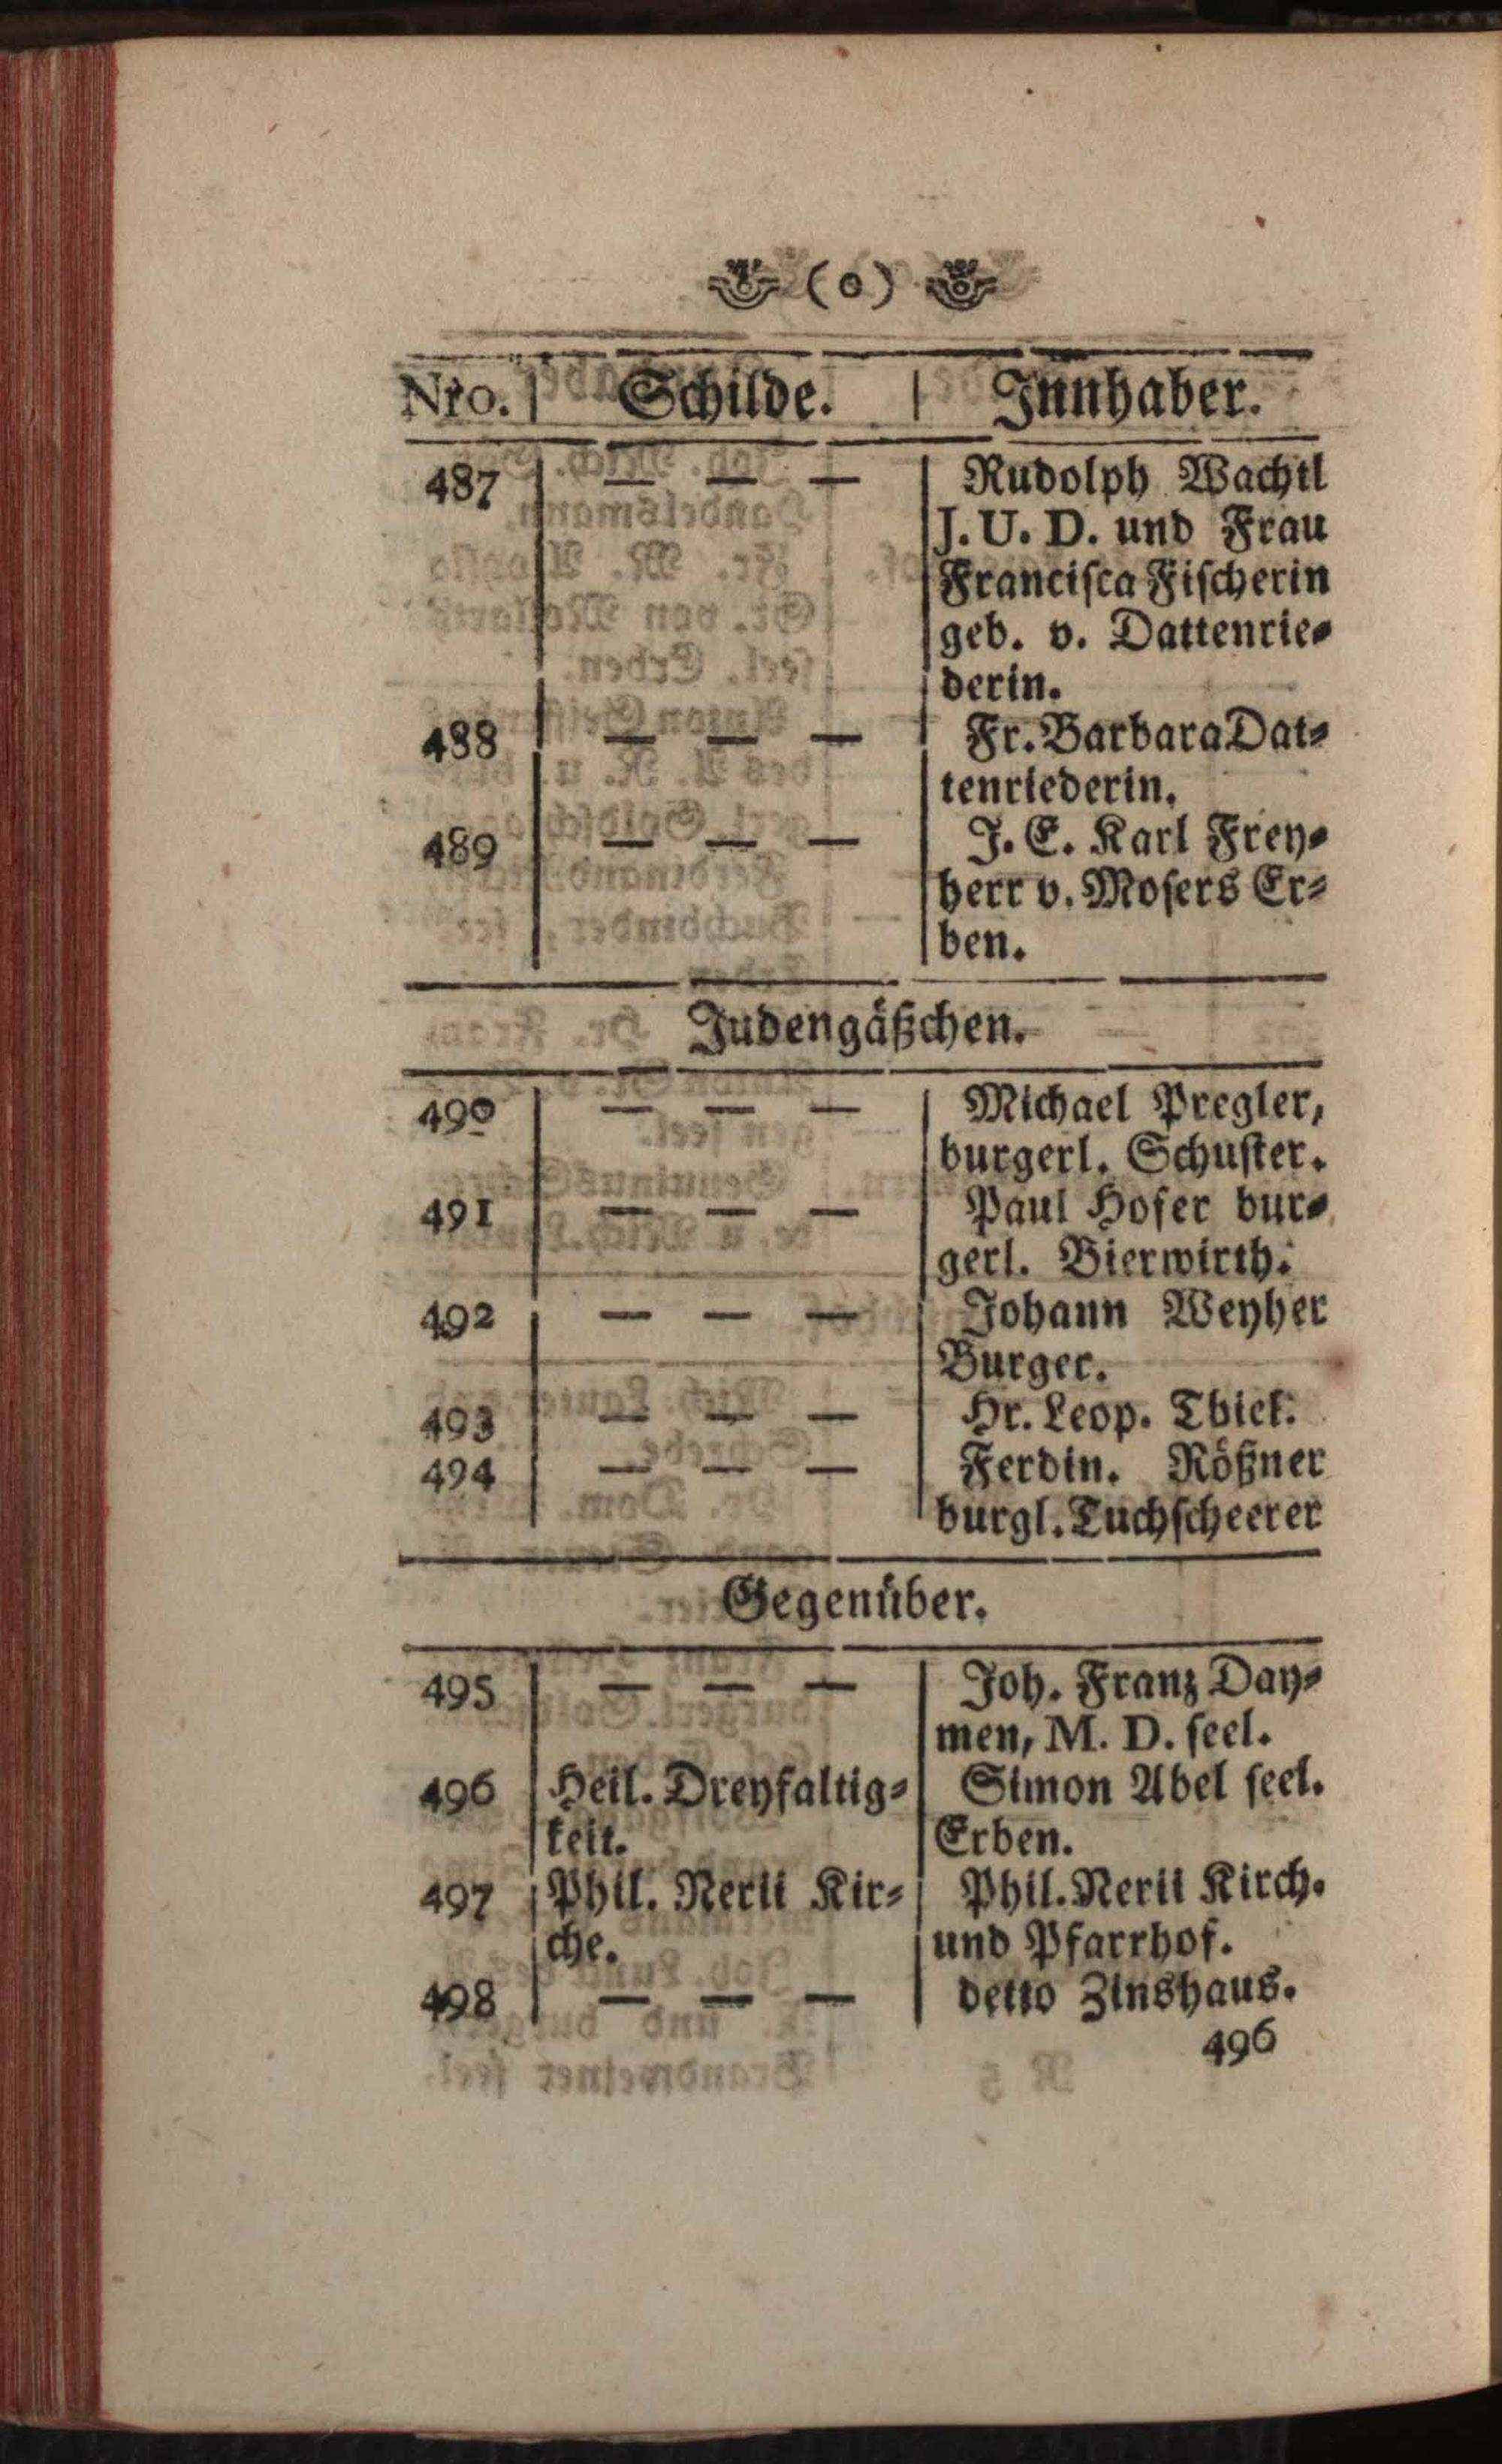 (o)
Nro. | Schilde. | Innhaber.
487 | — — — | Rudolph Wachtl
J. U. D. und Frau
Franciſca Fiſcherin
geb. v. Dattenrie⸗
derin.
488 | — — — | Fr. Barbara Dat⸗
tenriederin.
489 | — — — | J. E. Karl Frey⸗
herr v. Moſers Er⸗
ben.
Judengäßchen.
490 | — — — | Michael Pregler,
burgerl. Schuſter.
491 | — — — | Paul Hofer bur⸗
gerl. Bierwirth.
492 | — — — | Johann Weyher
Burger.
493 | — — — | Hr. Leop. Thiel.
494 | — — — | Ferdin. Rößner
burgl. Tuchſcheerer
Gegenüber.
495 | — — — | Joh. Franz Day⸗
men, M. D. ſeel.
496 | Heil. Dreyfaltig⸗ | Simon Abel ſeel.
keit. | Erben.
497 | Phil. Nerii Kir⸗ | Phil. Nerii Kirch.
che. | und Pfarrhof.
498 | — — — | detto Zinshaus.
496